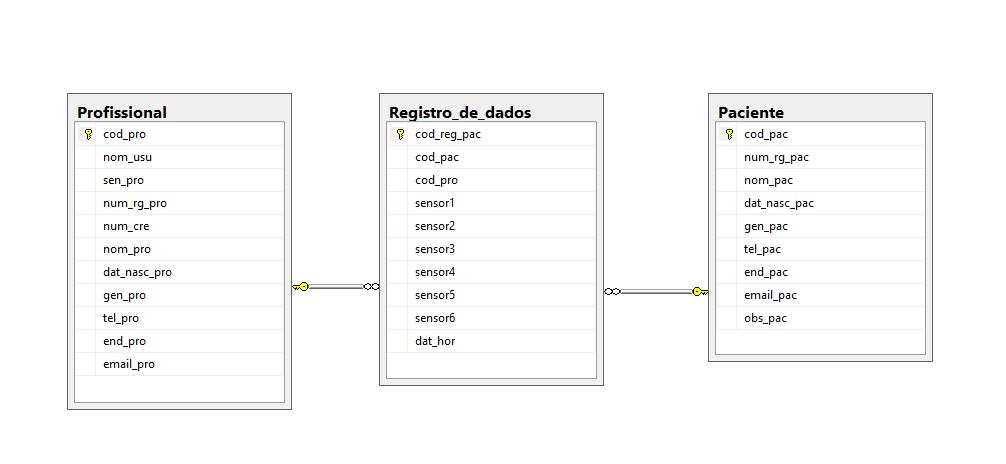 Profissional
cod_pro
nom_usu
sen_pro
num_rg_pro
num_cre
nom_pro
dat_nasc_pro
gen_pro
tel_pro
end_pro
email_pro
Registro_de_dados
cod_reg_pac
cod_pac
cod_pro
sensor1
sensor2
sensor3
sensor4
sensor5
sensor6
dat_hor
Paciente
cod_pac
num_rg_pac
nom_pac
dat_nasc_pac
gen_pac
tel_pac
end_pac
email_pac
obs_pac